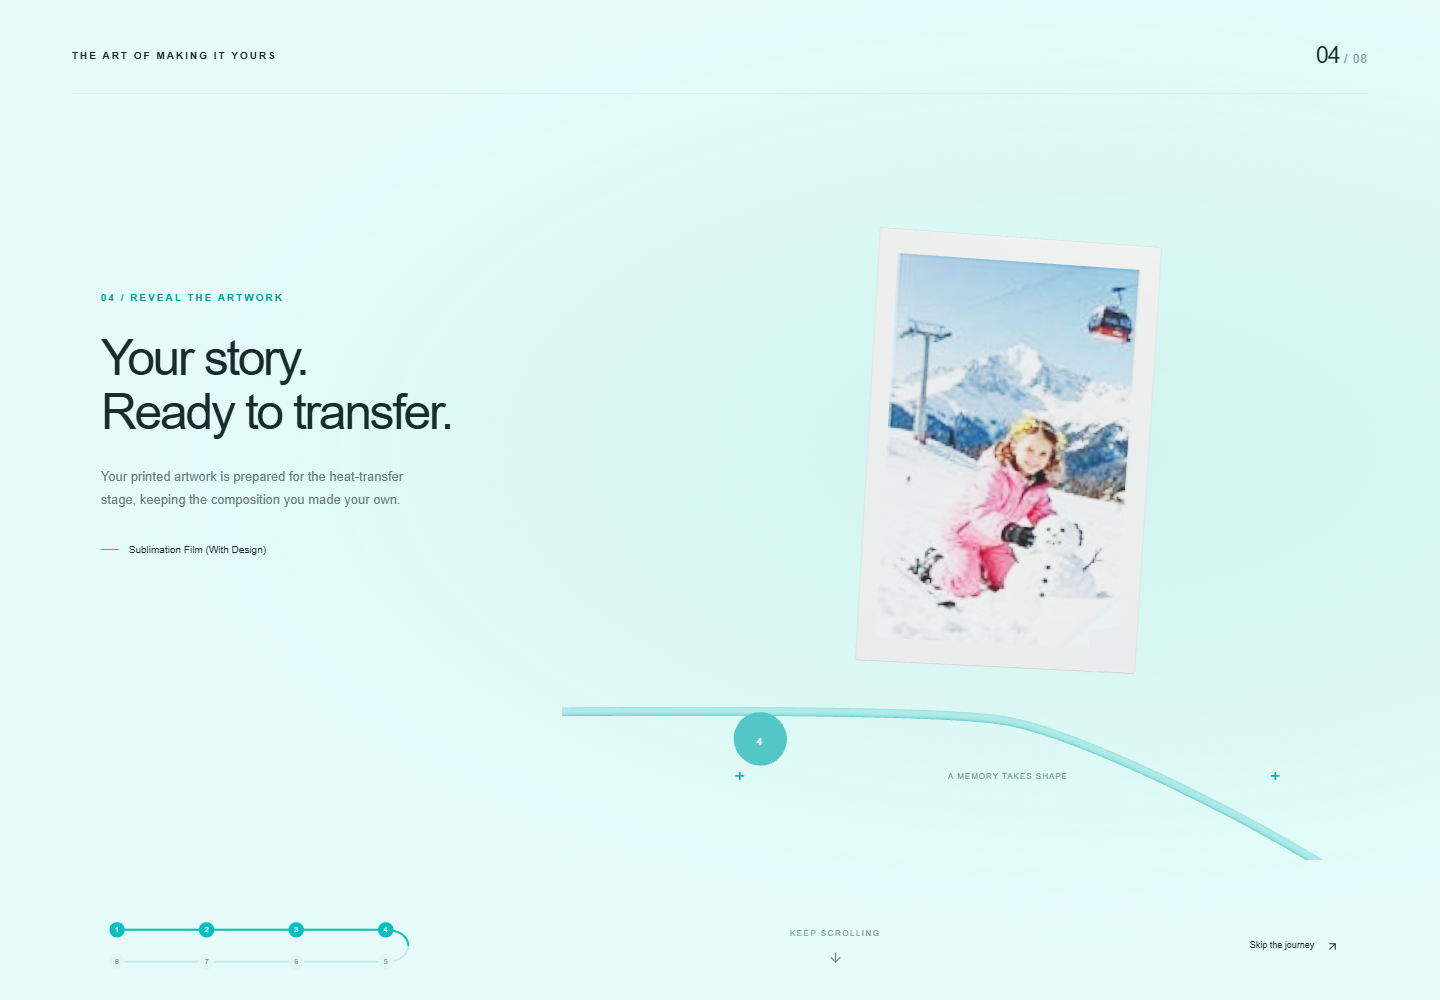 THE ART OF MAKING IT YOURS
04 / 08
04 / REVEAL THE ARTWORK
Your story.
Ready to transfer.
Your printed artwork is prepared for the heat-transfer
stage, keeping the composition you made your own.
Sublimation Film (With Design)
4
A MEMORY TAKES SHAPE
1 2 3 4
8 7 6 5
KEEP SCROLLING
Skip the journey